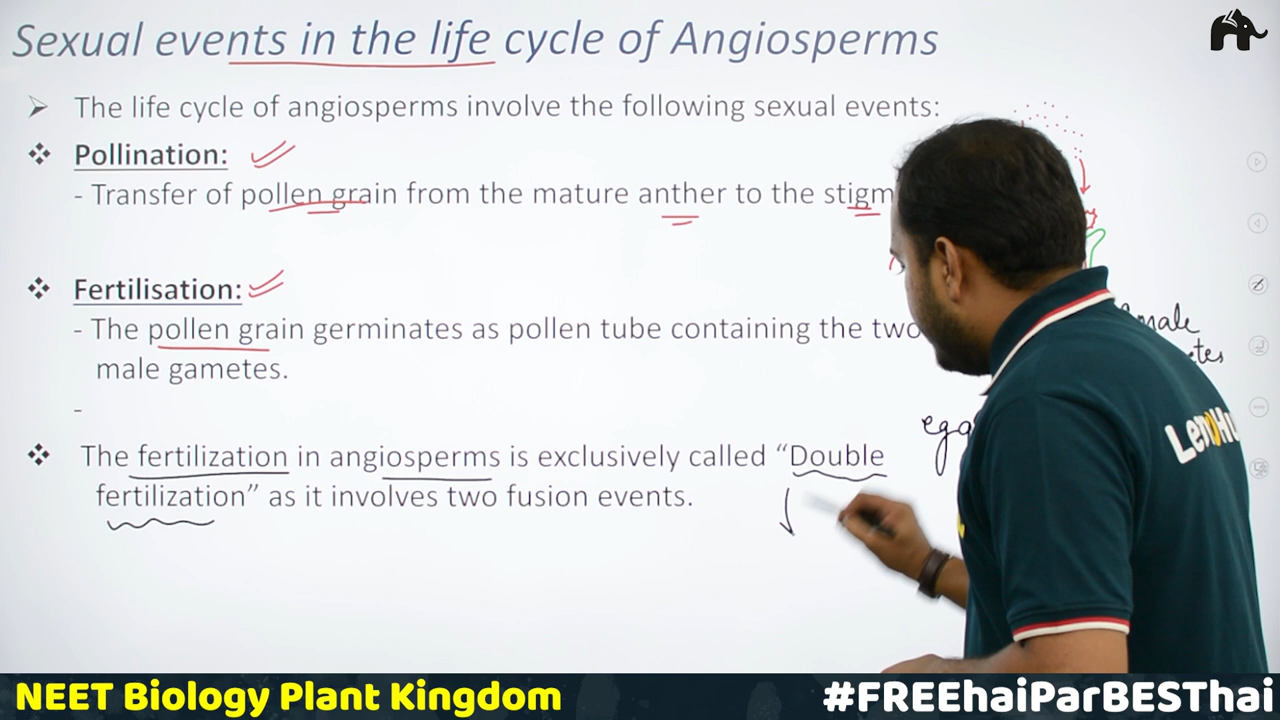 Sexual events in the life cycle of Angiosperms
➢ The life cycle of angiosperms involve the following sexual events:
❖ Pollination:
- Transfer of pollen grain from the mature anther to the
❖ Fertilisation:
- The pollen grain germinates as pollen tube containing the two
male gametes.
-
❖ The fertilization in angiosperms is exclusively called “Double
fertilization” as it involves two fusion events.
NEET Biology Plant Kingdom
#FREEhaiParBESThai